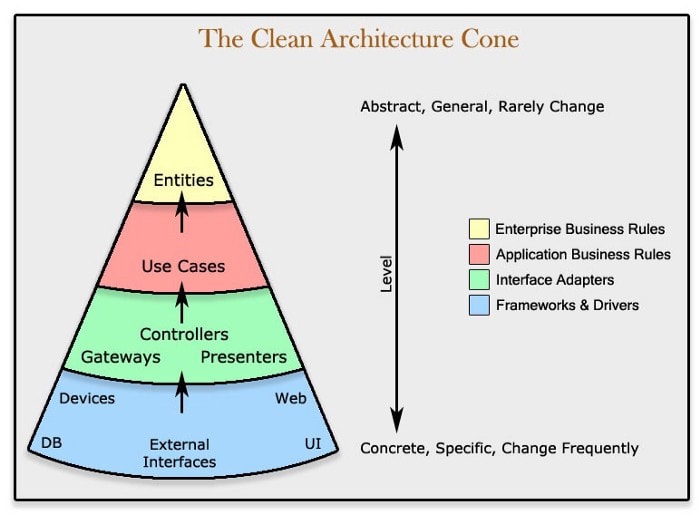 The Clean Architecture Cone
Abstract, General, Rarely Change
Entities
Use Cases
Controllers
Gateways Presenters
Devices Web
DB External UI
Interfaces
Level
Enterprise Business Rules
Application Business Rules
Interface Adapters
Frameworks & Drivers
Concrete, Specific, Change Frequently